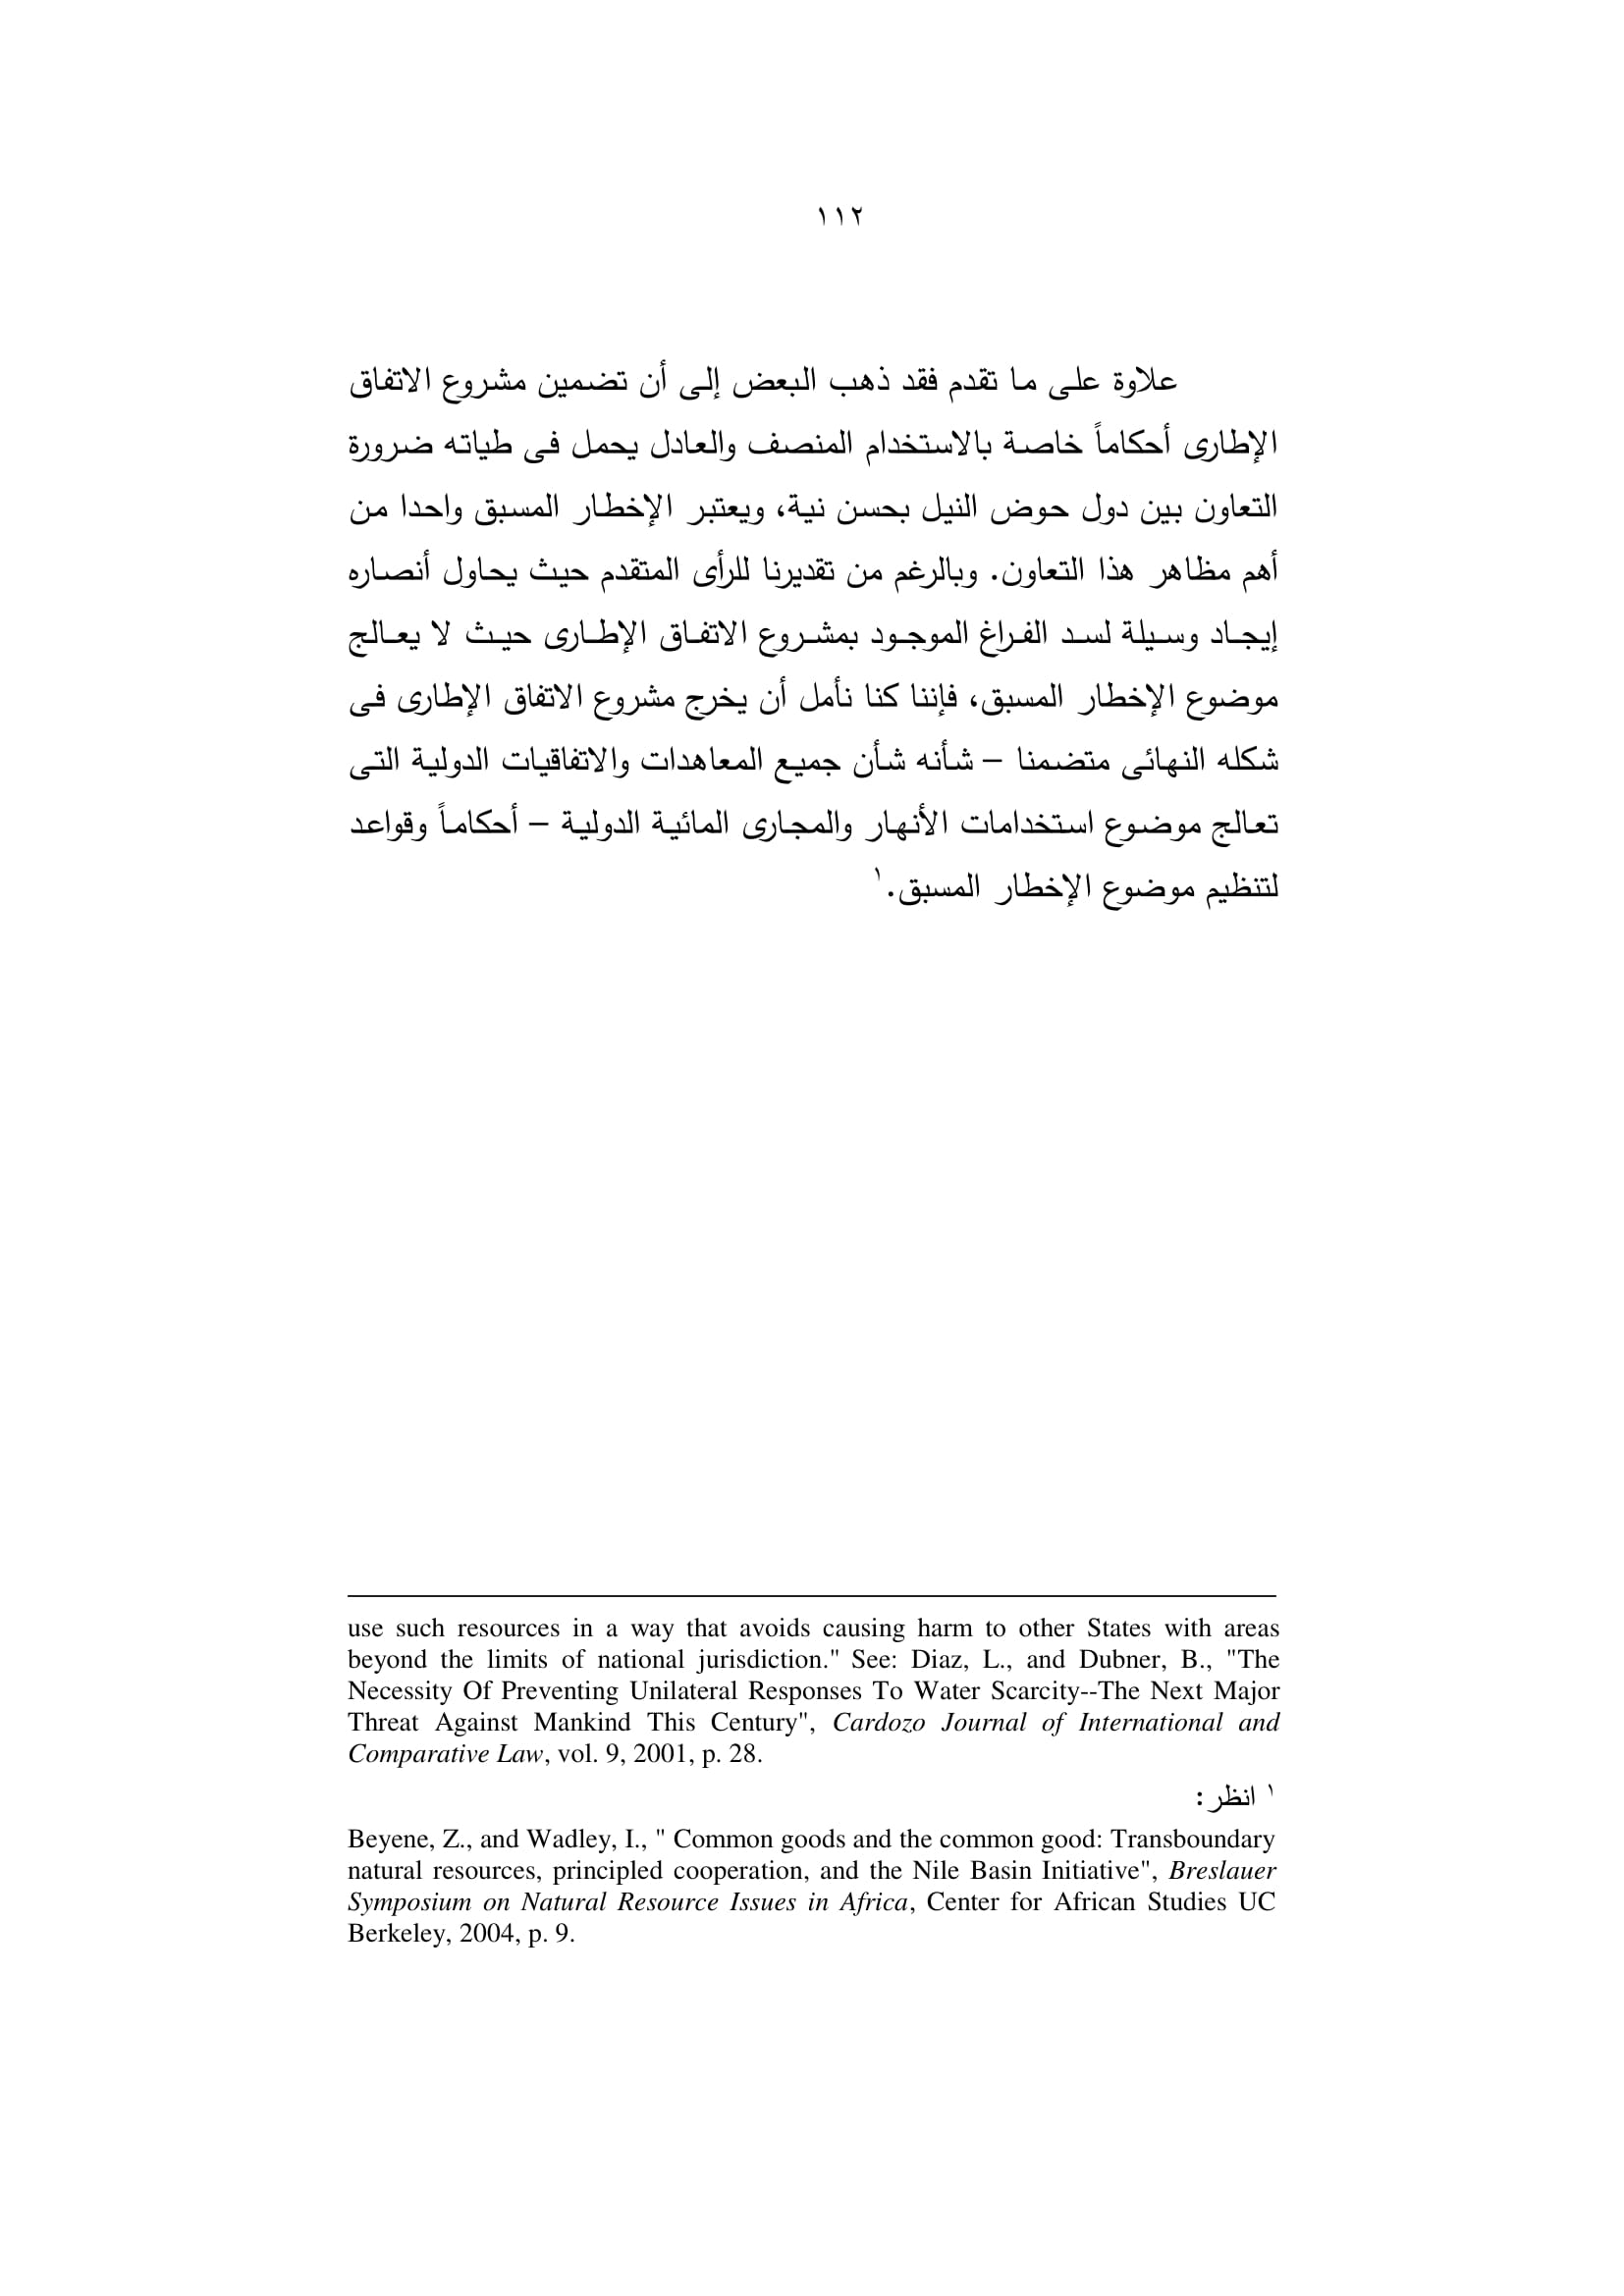 ١١٢
علاوة على ما تقدم فقد ذهب البعض إلى أن تضمين مشروع الاتفاق
الإطارى أحكاماً خاصة بالاستخدام المنصف والعادل يحمل فى طياته ضرورة
التعاون بين دول حوض النيل بحسن نية، ويعتبر الإخطار المسبق واحدا من
أهم مظاهر هذا التعاون. وبالرغم من تقديرنا للرأى المتقدم حيث يحاول أنصاره
إيجاد وسيلة لسد الفراغ الموجود بمشروع الاتفاق الإطارى حيث لا يعالج
موضوع الإخطار المسبق، فإننا كنا نأمل أن يخرج مشروع الاتفاق الإطارى فى
شكله النهائى متضمنا – شأنه شأن جميع المعاهدات والاتفاقيات الدولية التى
تعالج موضوع استخدامات الأنهار والمجارى المائية الدولية – أحكاماً وقواعد
لتنظيم موضوع الإخطار المسبق.١
use such resources in a way that avoids causing harm to other States with areas
beyond the limits of national jurisdiction." See: Diaz, L., and Dubner, B., "The
Necessity Of Preventing Unilateral Responses To Water Scarcity--The Next Major
Threat Against Mankind This Century", Cardozo Journal of International and
Comparative Law, vol. 9, 2001, p. 28.
١ انظر:
Beyene, Z., and Wadley, I., " Common goods and the common good: Transboundary
natural resources, principled cooperation, and the Nile Basin Initiative", Breslauer
Symposium on Natural Resource Issues in Africa, Center for African Studies UC
Berkeley, 2004, p. 9.